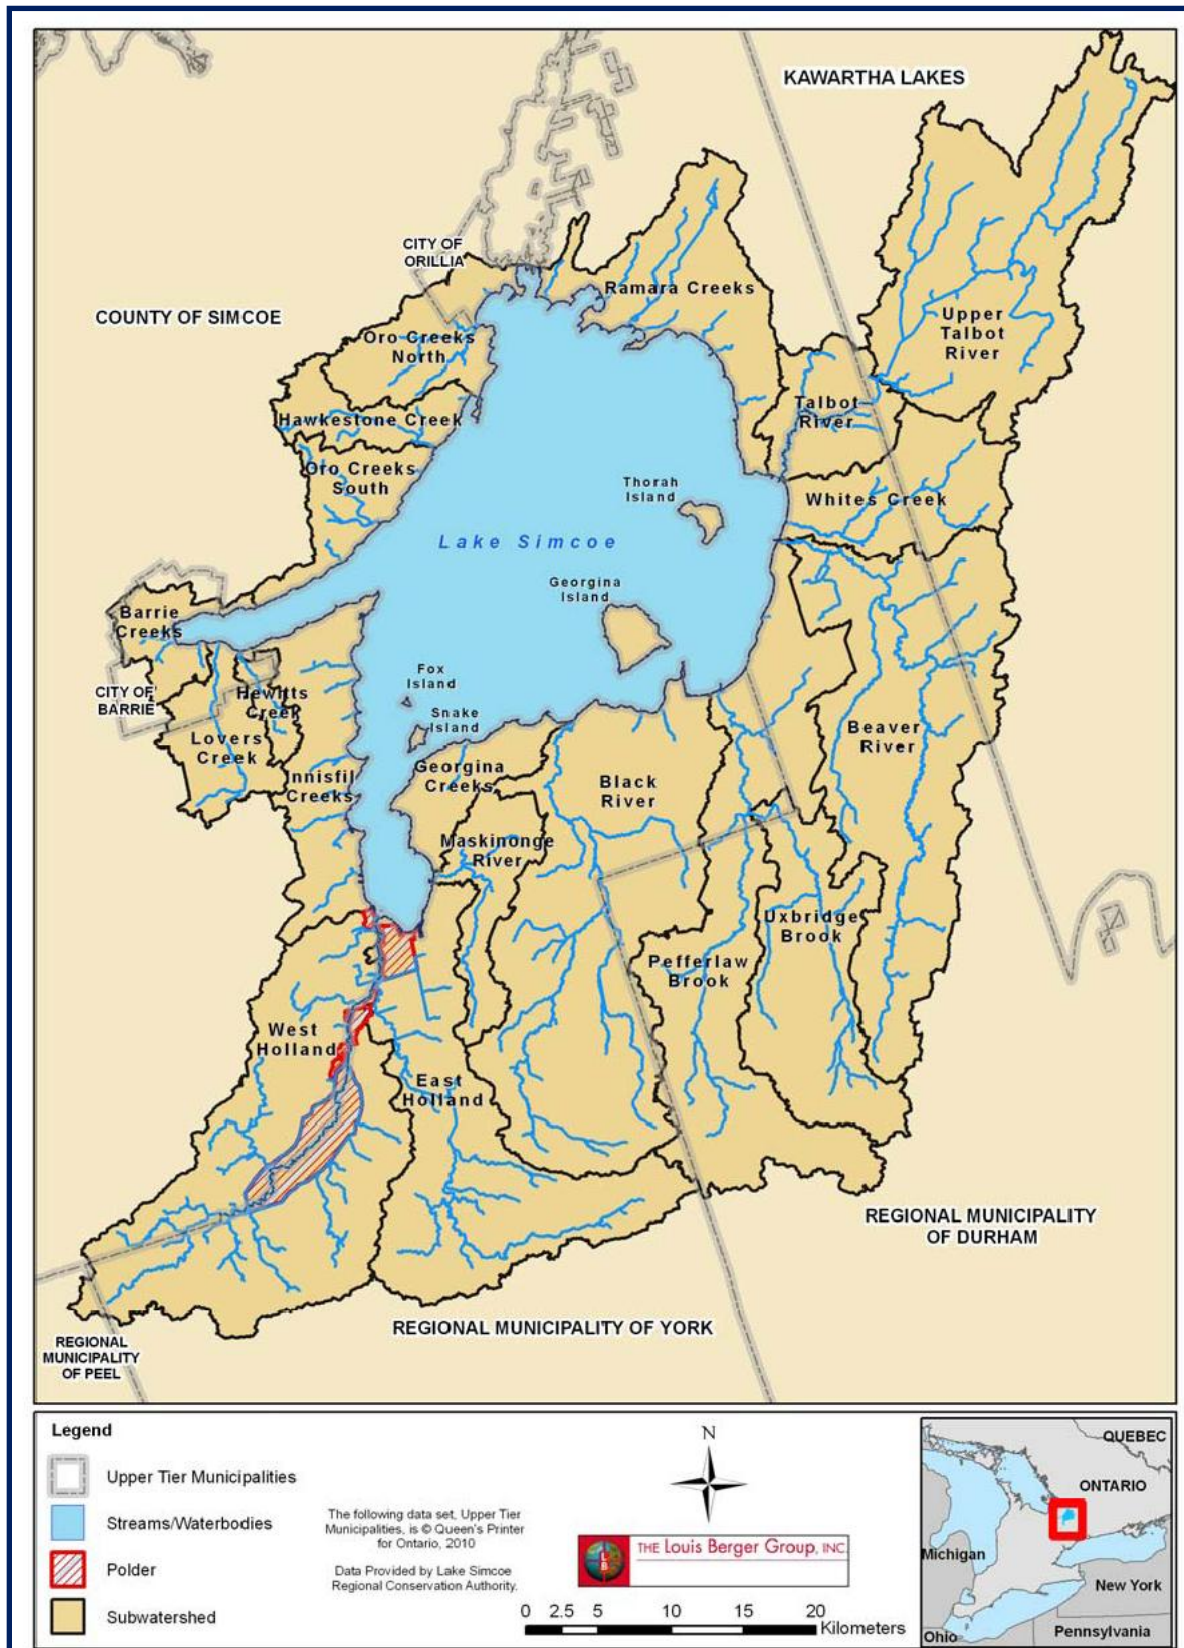 KAWARTHA LAKES
CITY OF
ORILLIA
COUNTY OF SIMCOE
Ramara Creeks
Oro Creeks
North
Upper
Talbot
River
Hawkestone Creek
Talbot
River
Oro Creeks
South
Thorah
Island
Whites Creek
Lake Simcoe
Georgina
Island
Barrie
Creeks
CITY OF
BARRIE
Hewitts
Creek
Fox
Island
Snake
Island
Lovers
Creek
Beaver
River
Innisfil
Creeks
Georgina
Creeks
Black
River
Maskinonge
River
Uxbridge
Brook
Pefferlaw
Brook
West
Holland
East
Holland
REGIONAL MUNICIPALITY
OF DURHAM
REGIONAL MUNICIPALITY OF YORK
REGIONAL
MUNICIPALITY
OF PEEL
Legend
Upper Tier Municipalities
Streams/Waterbodies
Polder
Subwatershed
The following data set, Upper Tier
Municipalities, is © Queen's Printer
for Ontario, 2010
Data Provided by Lake Simcoe
Regional Conservation Authority.
N
L B
THE Louis Berger Group, INC.
0 2.5 5 10 15 20
Kilometers
QUEBEC
ONTARIO
Michigan
New York
Ohio
Pennsylvania